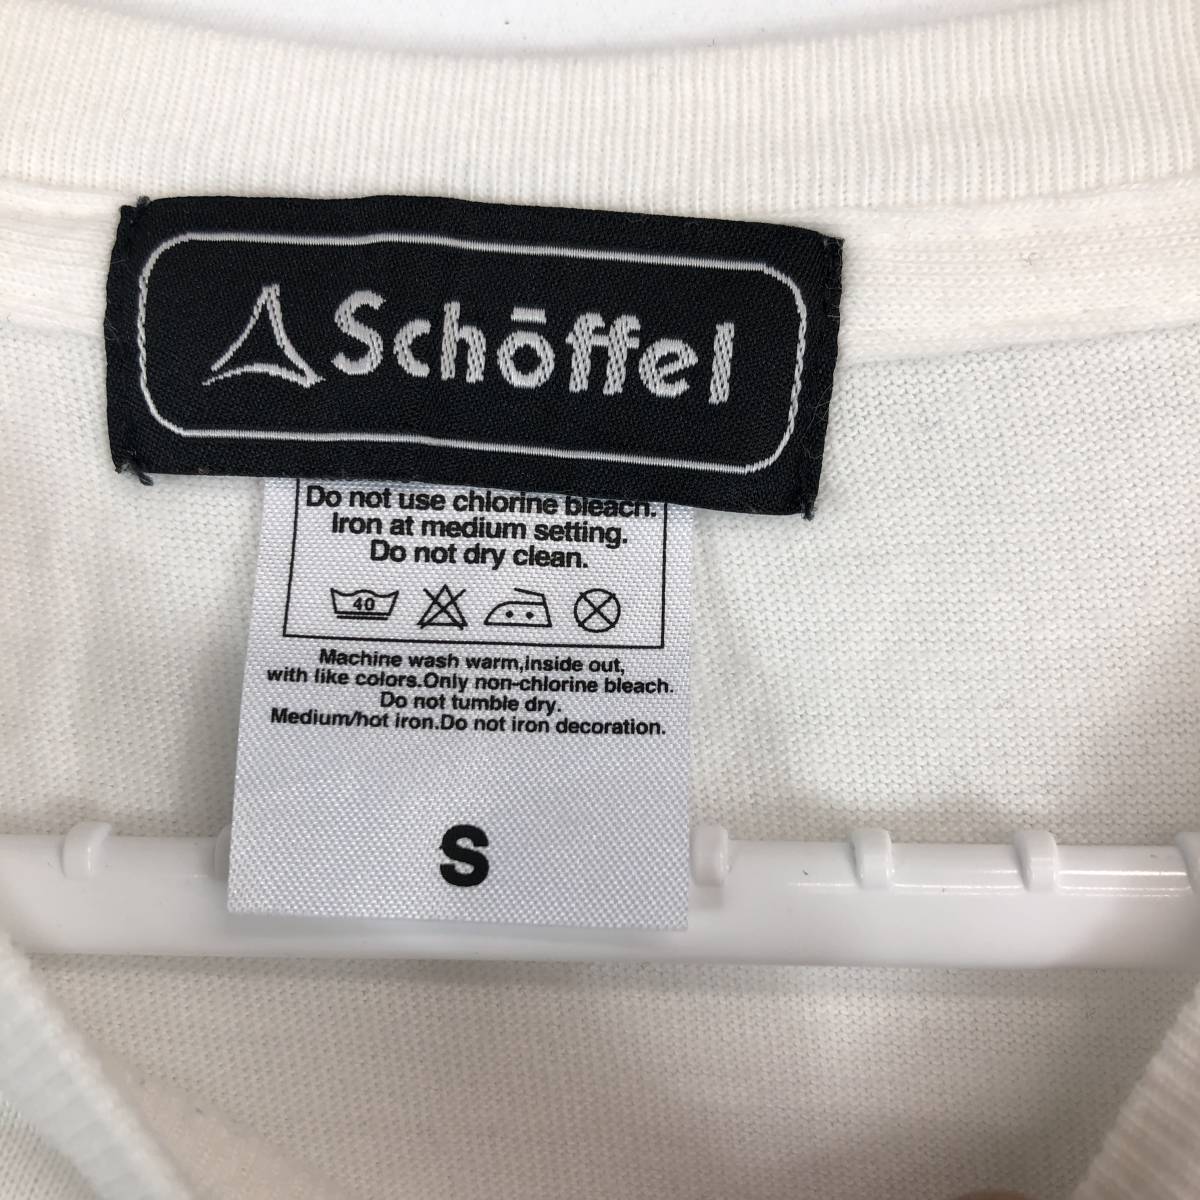 Schōffel
Do not use chlorine bleach.
Iron at medium setting.
Do not dry clean.
40
Machine wash warm,inside out,
with like colors.Only non-chlorine bleach.
Do not tumble dry.
Medium/hot iron.Do not iron decoration.
S